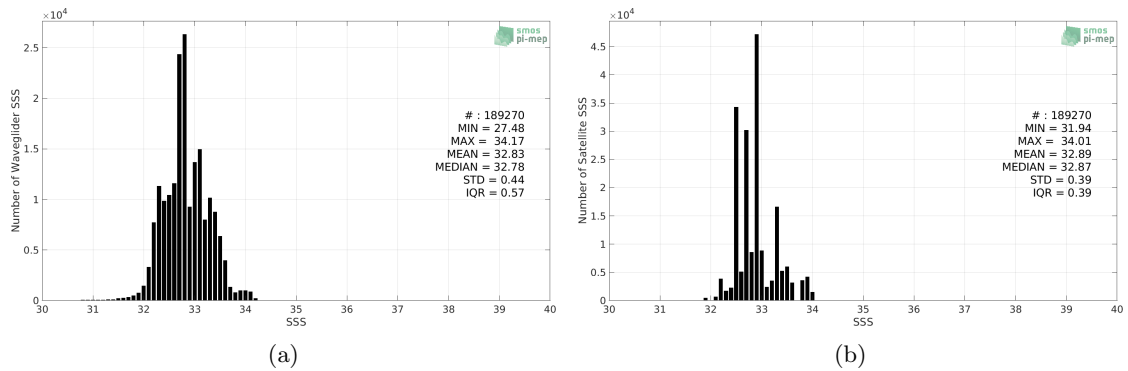 ×10⁴
2.5
2
1.5
1
0.5
0
30 31 32 33 34 35 36 37 38 39 40
SSS
Number of Waveglider SSS
smos
pi-mep
# : 189270
MIN = 27.48
MAX = 34.17
MEAN = 32.83
MEDIAN = 32.78
STD = 0.44
IQR = 0.57
(a)
×10⁴
4.5
4
3.5
3
2.5
2
1.5
1
0.5
0
30 31 32 33 34 35 36 37 38 39 40
SSS
Number of Satellite SSS
smos
pi-mep
# : 189270
MIN = 31.94
MAX = 34.01
MEAN = 32.89
MEDIAN = 32.87
STD = 0.39
IQR = 0.39
(b)